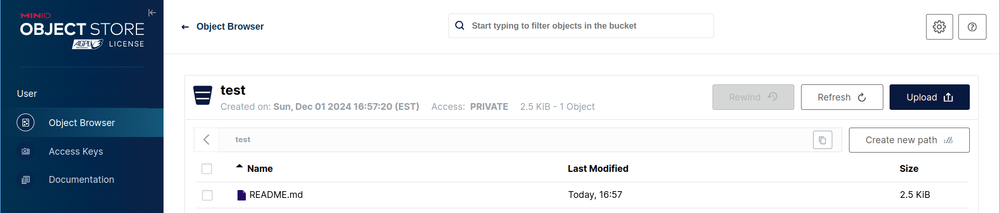 MINIO
OBJECT STORE
AGPLv3 LICENSE
User
Object Browser
Access Keys
Documentation
Object Browser
Start typing to filter objects in the bucket
test
Created on: Sun, Dec 01 2024 16:57:20 (EST) Access: PRIVATE 2.5 KiB - 1 Object
Rewind Refresh Upload
test
Create new path
Name Last Modified Size
README.md Today, 16:57 2.5 KiB